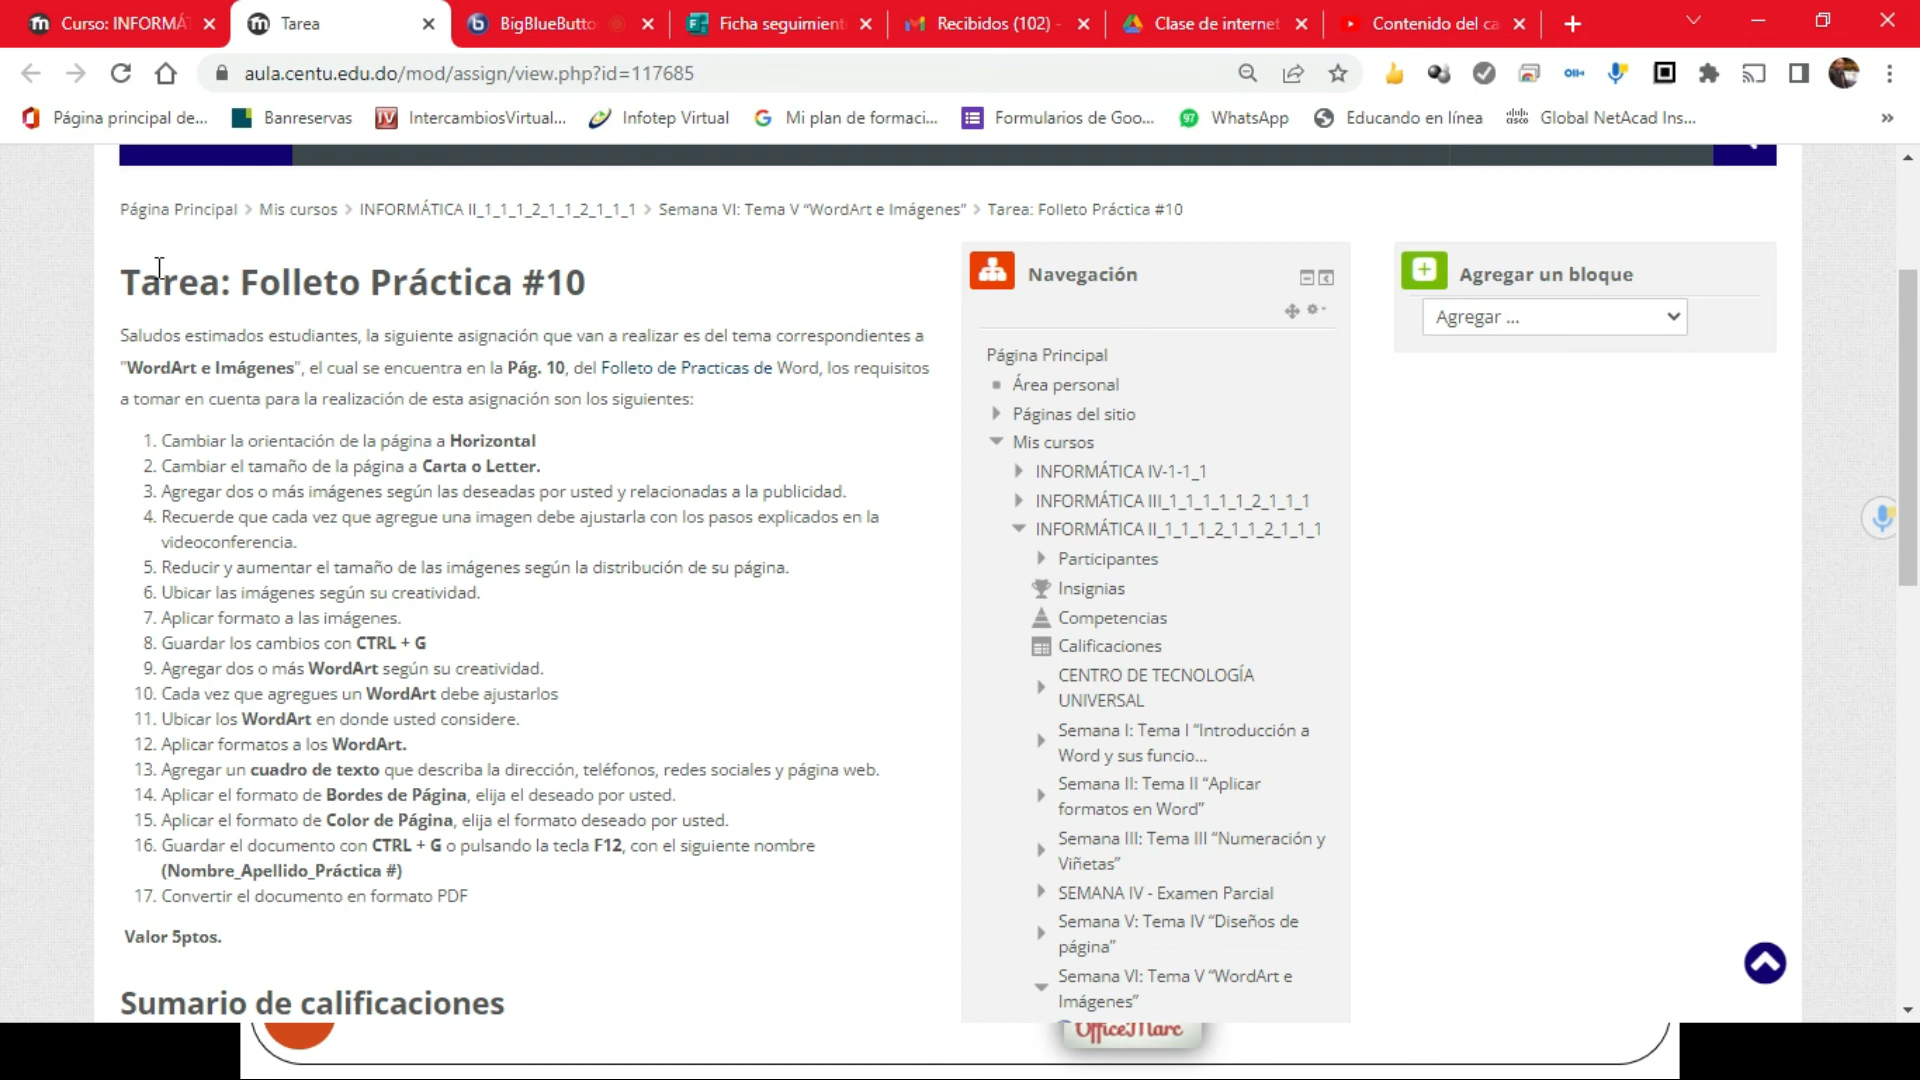 Curso: INFORMÁ
Tarea
BigBlueButto
Ficha seguimient
Recibidos (102) -
Clase de internet
Contenido del ca
aula.centu.edu.do/mod/assign/view.php?id=117685
Página principal de...
Banreservas
IntercambiosVirtual...
Infotep Virtual
Mi plan de formaci...
Formularios de Goo...
WhatsApp
Educando en línea
Global NetAcad Ins...
»
Página Principal > Mis cursos > INFORMÁTICA II_1_1_1_2_1_1_2_1_1_1 > Semana VI: Tema V “WordArt e Imágenes” > Tarea: Folleto Práctica #10
Tarea: Folleto Práctica #10
Saludos estimados estudiantes, la siguiente asignación que van a realizar es del tema correspondientes a
"WordArt e Imágenes", el cual se encuentra en la Pág. 10, del Folleto de Practicas de Word, los requisitos
a tomar en cuenta para la realización de esta asignación son los siguientes:
1. Cambiar la orientación de la página a Horizontal
2. Cambiar el tamaño de la página a Carta o Letter.
3. Agregar dos o más imágenes según las deseadas por usted y relacionadas a la publicidad.
4. Recuerde que cada vez que agregue una imagen debe ajustarla con los pasos explicados en la
videoconferencia.
5. Reducir y aumentar el tamaño de las imágenes según la distribución de su página.
6. Ubicar las imágenes según su creatividad.
7. Aplicar formato a las imágenes.
8. Guardar los cambios con CTRL + G
9. Agregar dos o más WordArt según su creatividad.
10. Cada vez que agregues un WordArt debe ajustarlos
11. Ubicar los WordArt en donde usted considere.
12. Aplicar formatos a los WordArt.
13. Agregar un cuadro de texto que describa la dirección, teléfonos, redes sociales y página web.
14. Aplicar el formato de Bordes de Página, elija el deseado por usted.
15. Aplicar el formato de Color de Página, elija el formato deseado por usted.
16. Guardar el documento con CTRL + G o pulsando la tecla F12, con el siguiente nombre
(Nombre_Apellido_Práctica #)
17. Convertir el documento en formato PDF
Valor 5ptos.
Sumario de calificaciones
Navegación
Página Principal
Área personal
Páginas del sitio
Mis cursos
INFORMÁTICA IV-1-1_1
INFORMÁTICA III_1_1_1_1_1_2_1_1_1
INFORMÁTICA II_1_1_1_2_1_1_2_1_1_1
Participantes
Insignias
Competencias
Calificaciones
CENTRO DE TECNOLOGÍA
UNIVERSAL
Semana I: Tema I “Introducción a
Word y sus funcio...
Semana II: Tema II “Aplicar
formatos en Word”
Semana III: Tema III “Numeración y
Viñetas”
SEMANA IV - Examen Parcial
Semana V: Tema IV “Diseños de
página”
Semana VI: Tema V “WordArt e
Imágenes”
Agregar un bloque
Agregar ...
OfficeMarc